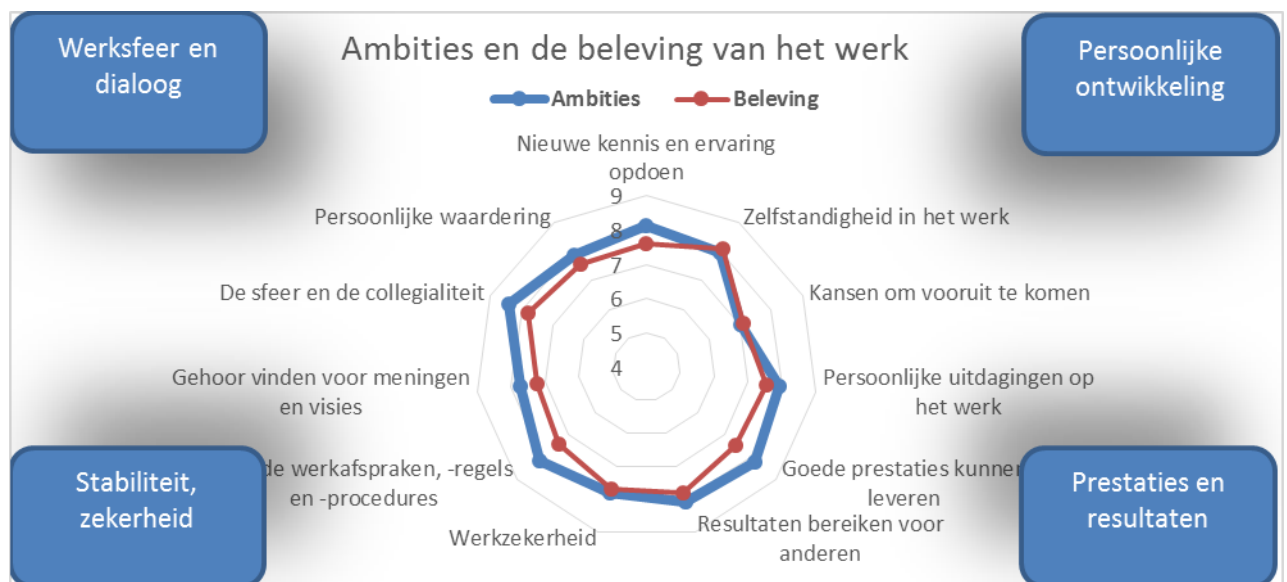 Werksfeer en
dialoog
Ambities en de beleving van het werk
Persoonlijke
ontwikkeling
Ambities
Beleving
Nieuwe kennis en ervaring
opdoen
Zelfstandigheid in het werk
Kansen om vooruit te komen
Persoonlijke uitdagingen op
het werk
Goede prestaties kunnen
leveren
Resultaten bereiken voor
anderen
Werkzekerheid
de werkafspraken, -regels
en -procedures
Gehoor vinden voor meningen
en visies
De sfeer en de collegialiteit
Persoonlijke waardering
9
8
7
6
5
4
Stabiliteit,
zekerheid
Prestaties en
resultaten